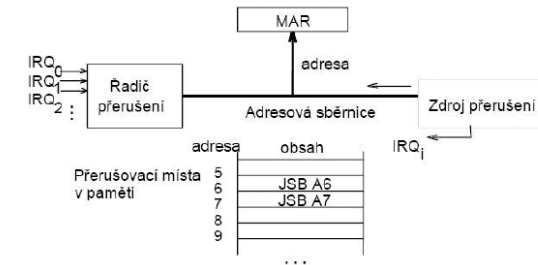 MAR
adresa
IRQ0
IRQ1
IRQ2
Řadič
přerušení
Adresová sběrnice
Zdroj přerušení
IRQi
adresa obsah
Přerušovací místa
v paměti
5
6 JSB A6
7 JSB A7
8
9
...